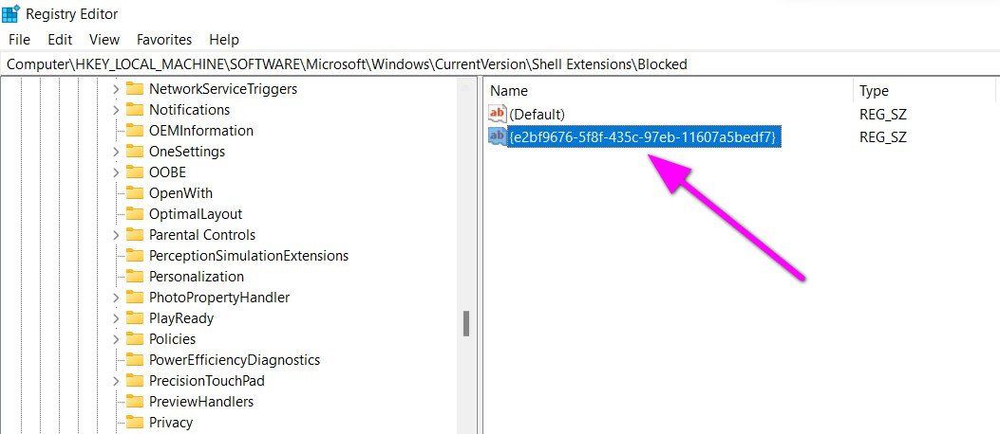 Registry Editor
File Edit View Favorites Help
Computer\HKEY_LOCAL_MACHINE\SOFTWARE\Microsoft\Windows\CurrentVersion\Shell Extensions\Blocked
NetworkServiceTriggers
Notifications
OEMInformation
OneSettings
OOBE
OpenWith
OptimalLayout
Parental Controls
PerceptionSimulationExtensions
Personalization
PhotoPropertyHandler
PlayReady
Policies
PowerEfficiencyDiagnostics
PrecisionTouchPad
PreviewHandlers
Privacy
Name Type
ab (Default) REG_SZ
ab {e2bf9676-5f8f-435c-97eb-11607a5bedf7} REG_SZ